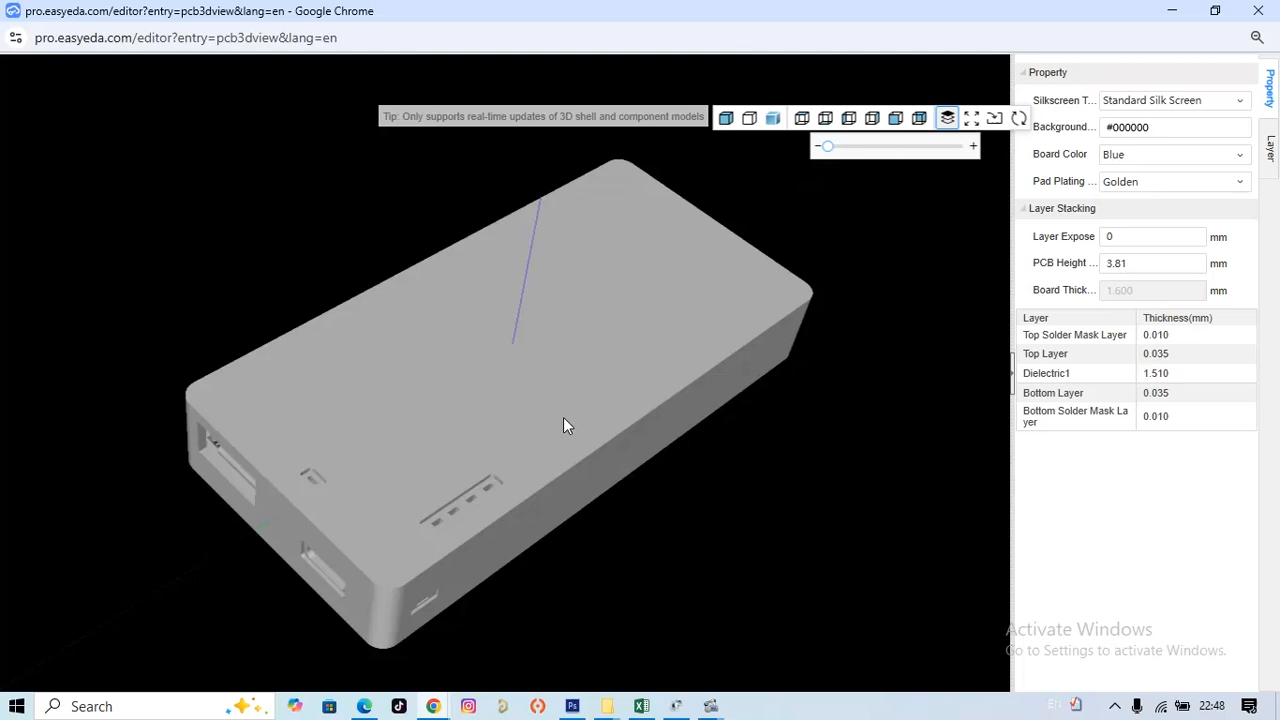 pro.easyeda.com/editor?entry=pcb3dview&lang=en - Google Chrome
pro.easyeda.com/editor?entry=pcb3dview&lang=en
Tip: Only supports real-time updates of 3D shell and component models
− +
Property
Silkscreen T... Standard Silk Screen
Background... #000000
Board Color Blue
Pad Plating ... Golden
Layer Stacking
Layer Expose 0 mm
PCB Height ... 3.81 mm
Board Thick... 1.600 mm
Layer Thickness(mm)
Top Solder Mask Layer 0.010
Top Layer 0.035
Dielectric1 1.510
Bottom Layer 0.035
Bottom Solder Mask La
yer 0.010
Property
Layer
Activate Windows
Go to Settings to activate Windows.
Search
Ps
EN
22:48